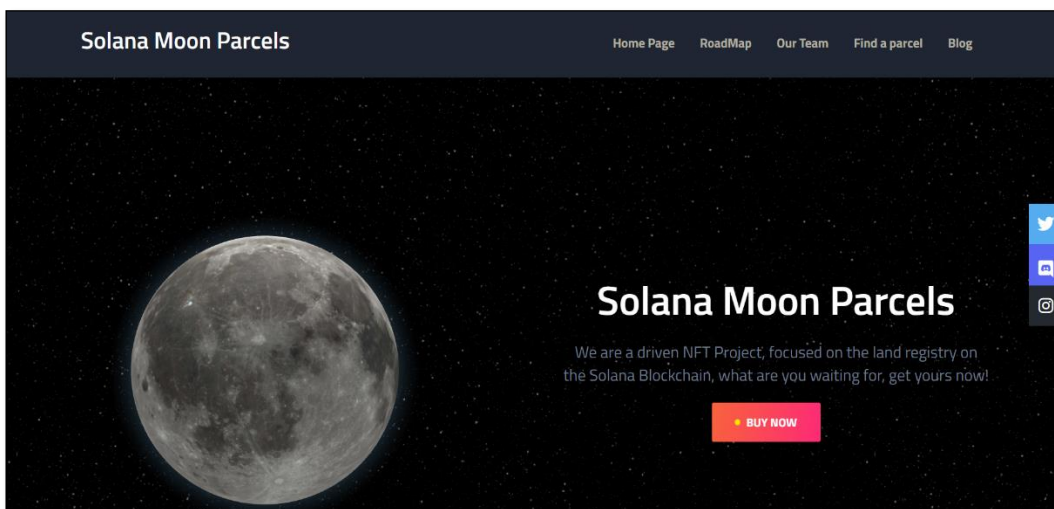 Solana Moon Parcels
Home Page RoadMap Our Team Find a parcel Blog
Solana Moon Parcels
We are a driven NFT Project, focused on the land registry on
the Solana Blockchain, what are you waiting for, get yours now!
BUY NOW